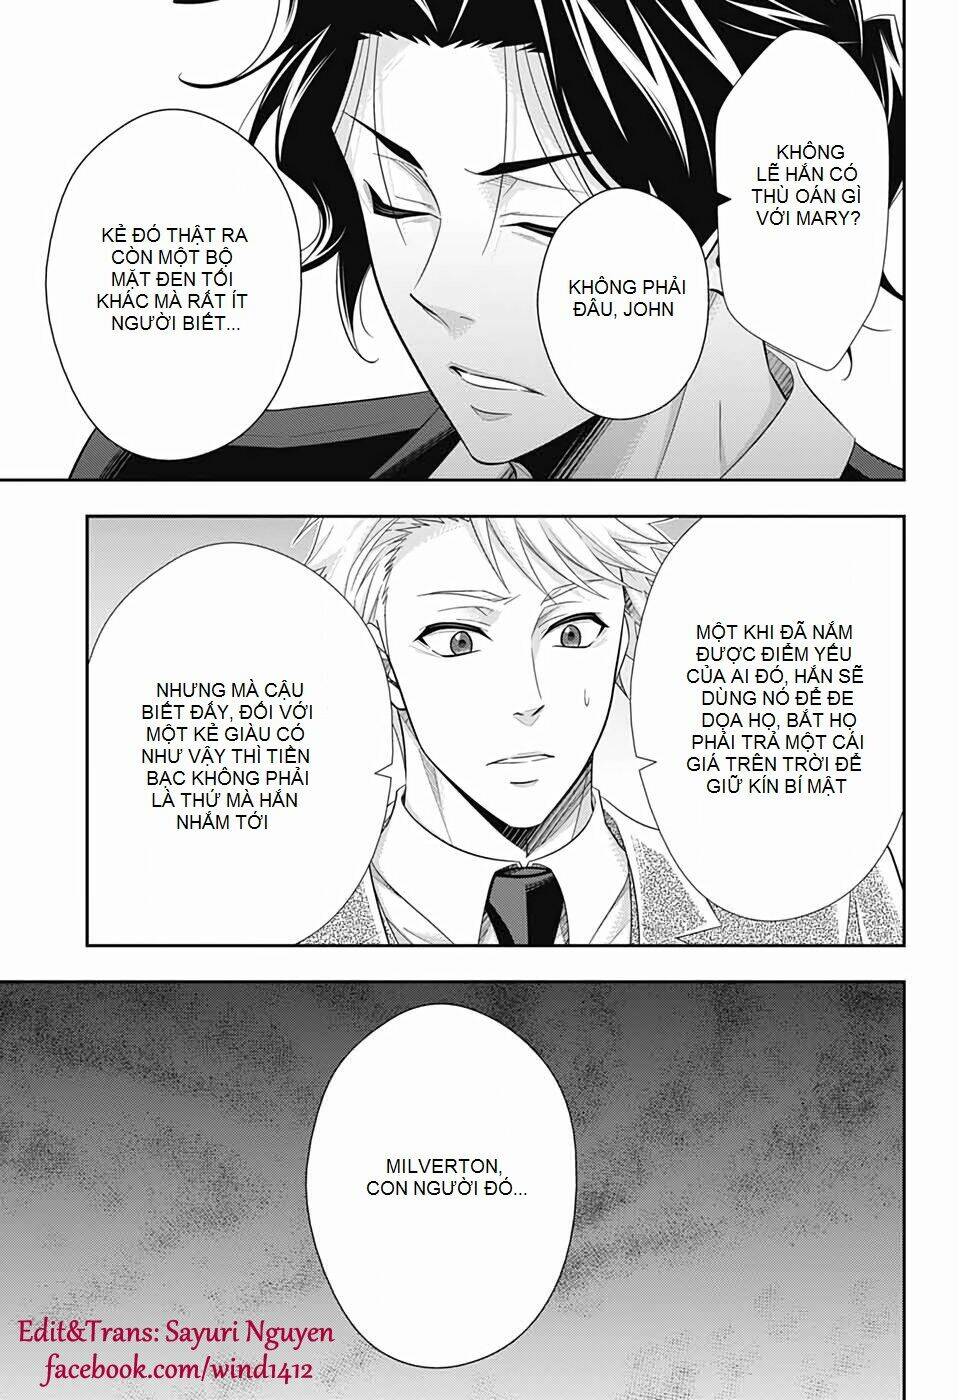 KHÔNG
LẼ HẮN CÓ
THÙ OÁN GÌ
VỚI MARY?
KHÔNG PHẢI
ĐÂU, JOHN
KẺ ĐÓ THẬT RA
CÒN MỘT BỘ
MẶT ĐEN TỐI
KHÁC MÀ RẤT ÍT
NGƯỜI BIẾT...
MỘT KHI ĐÃ NẮM
ĐƯỢC ĐIỂM YẾU
CỦA AI ĐÓ, HẮN SẼ
DÙNG NÓ ĐỂ ĐE
DỌA HỌ, BẮT HỌ
PHẢI TRẢ MỘT CÁI
GIÁ TRÊN TRỜI ĐỂ
GIỮ KÍN BÍ MẬT
NHƯNG MÀ CẬU
BIẾT ĐẤY, ĐỐI VỚI
MỘT KẺ GIÀU CÓ
NHƯ VẬY THÌ TIỀN
BẠC KHÔNG PHẢI
LÀ THỨ MÀ HẮN
NHẮM TỚI
MILVERTON,
CON NGƯỜI ĐÓ...
Edit&Trans: Sayuri Nguyen
facebook.com/wind1412